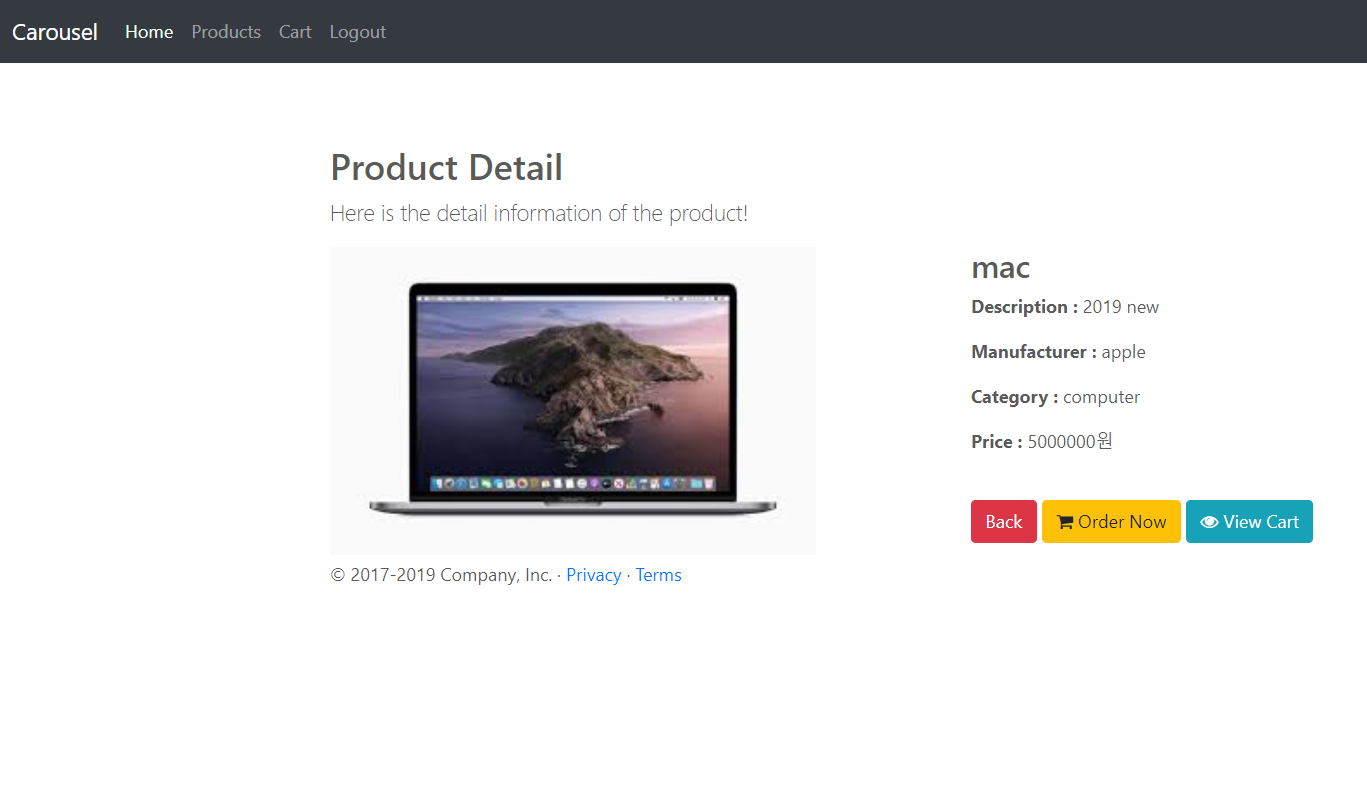 Carousel Home Products Cart Logout
Product Detail
Here is the detail information of the product!
mac
Description : 2019 new
Manufacturer : apple
Category : computer
Price : 5000000원
Back Order Now View Cart
© 2017-2019 Company, Inc. · Privacy · Terms